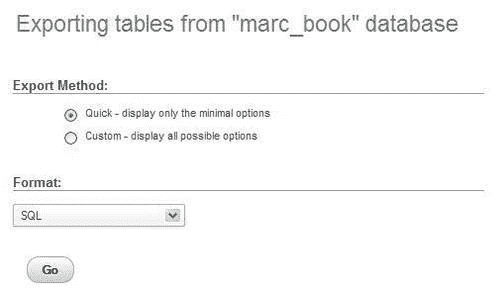 Exporting tables from "marc_book" database
Export Method:
Quick - display only the minimal options
Custom - display all possible options
Format:
SQL
Go